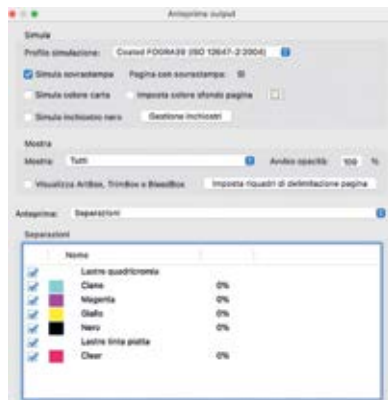 Anteprima output
Simula
Profilo simulazione: Coated FOGRA39 (ISO 12647-2:2004)
Simula sovrastampa Pagina con sovrastampa: Sì
Simula colore carta Imposta colore sfondo pagina
Simula inchiostro nero Gestione inchiostri
Mostra
Mostra: Tutti Avviso opacità: 100 %
Visualizza ArtBox, TrimBox e BleedBox Imposta riquadri di delimitazione pagina
Anteprima: Separazioni
Separazioni
Nome
Lastre quadricromia
Ciano 0%
Magenta 0%
Giallo 0%
Nero 0%
Lastre tinta piatta
Clear 0%